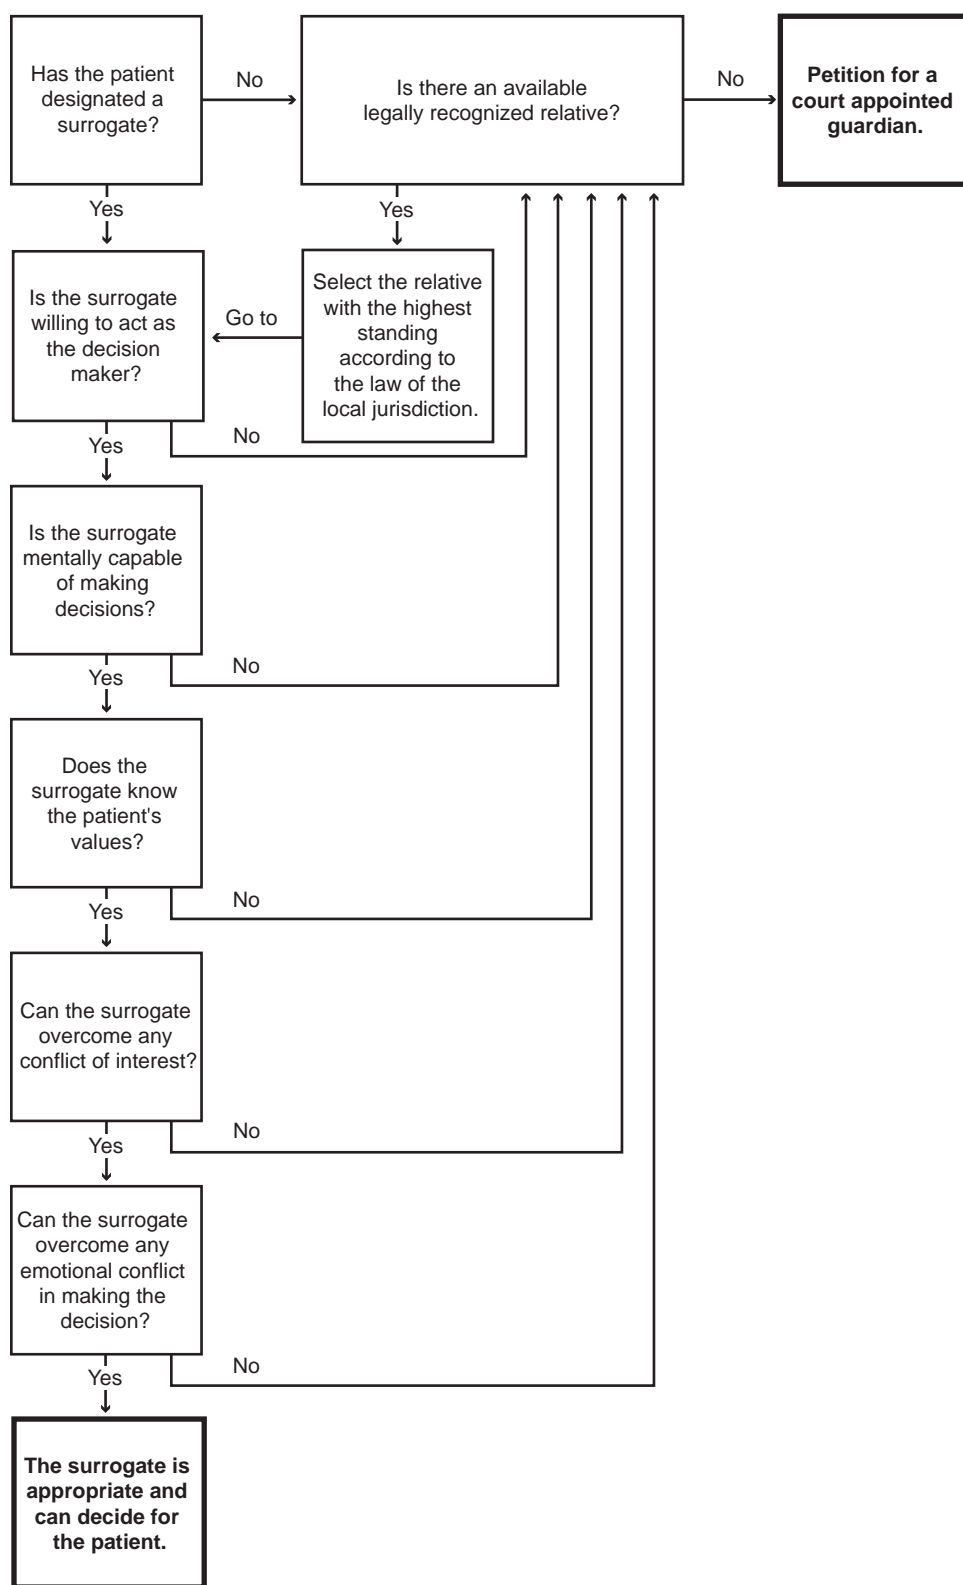 Has the patient
designated a
surrogate?
No
Is there an available
legally recognized relative?
No
Petition for a
court appointed
guardian.
Yes
Yes
Is the surrogate
willing to act as
the decision
maker?
Go to
Select the relative
with the highest
standing
according to
the law of the
local jurisdiction.
Yes
No
Is the surrogate
mentally capable
of making
decisions?
Yes
No
Does the
surrogate know
the patient's
values?
Yes
No
Can the surrogate
overcome any
conflict of interest?
Yes
No
Can the surrogate
overcome any
emotional conflict
in making the
decision?
Yes
No
The surrogate is
appropriate and
can decide for
the patient.